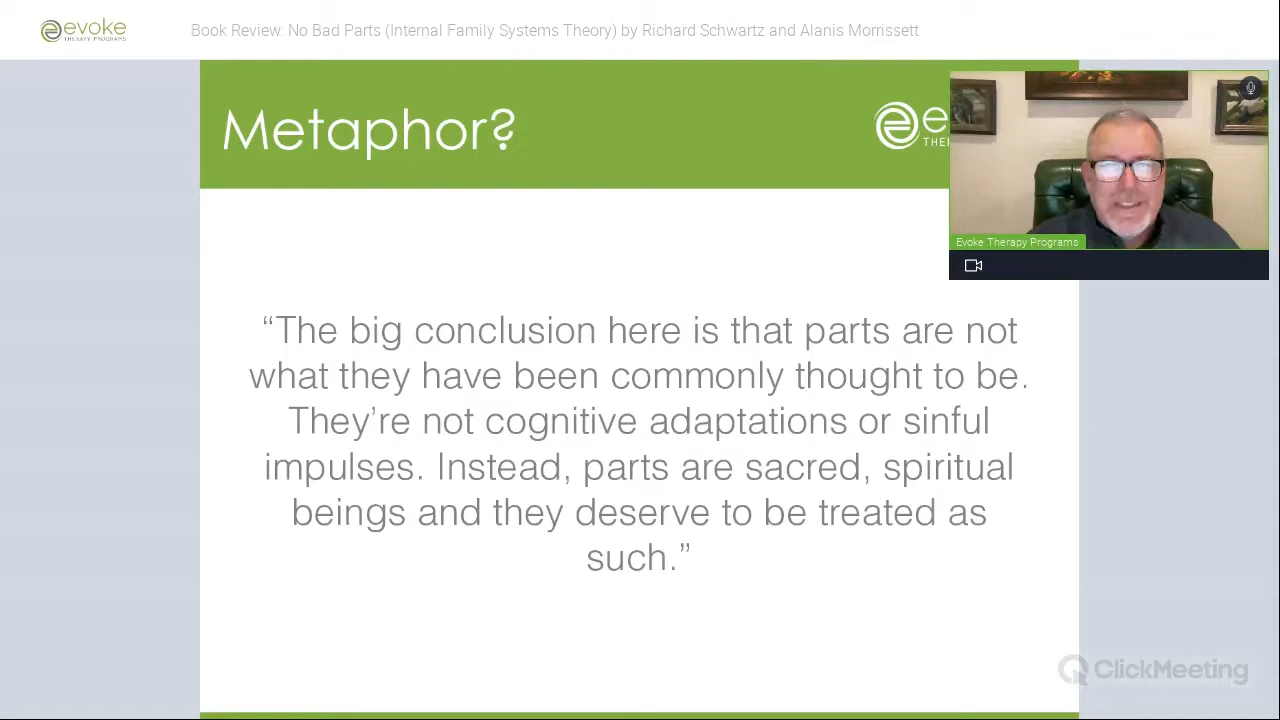 evoke
THERAPY PROGRAMS
Book Review: No Bad Parts (Internal Family Systems Theory) by Richard Schwartz and Alanis Morrissett
Metaphor?
e
THE
Evoke Therapy Programs
“The big conclusion here is that parts are not
what they have been commonly thought to be.
They’re not cognitive adaptations or sinful
impulses. Instead, parts are sacred, spiritual
beings and they deserve to be treated as
such.”
ClickMeeting